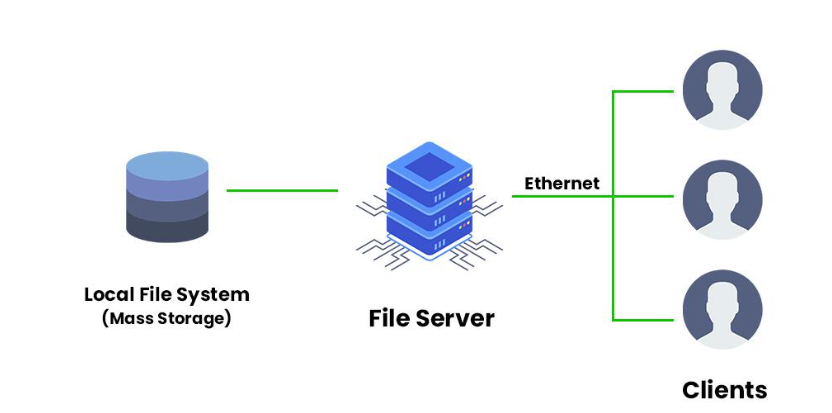 Ethernet
Local File System
(Mass Storage)
File Server
Clients